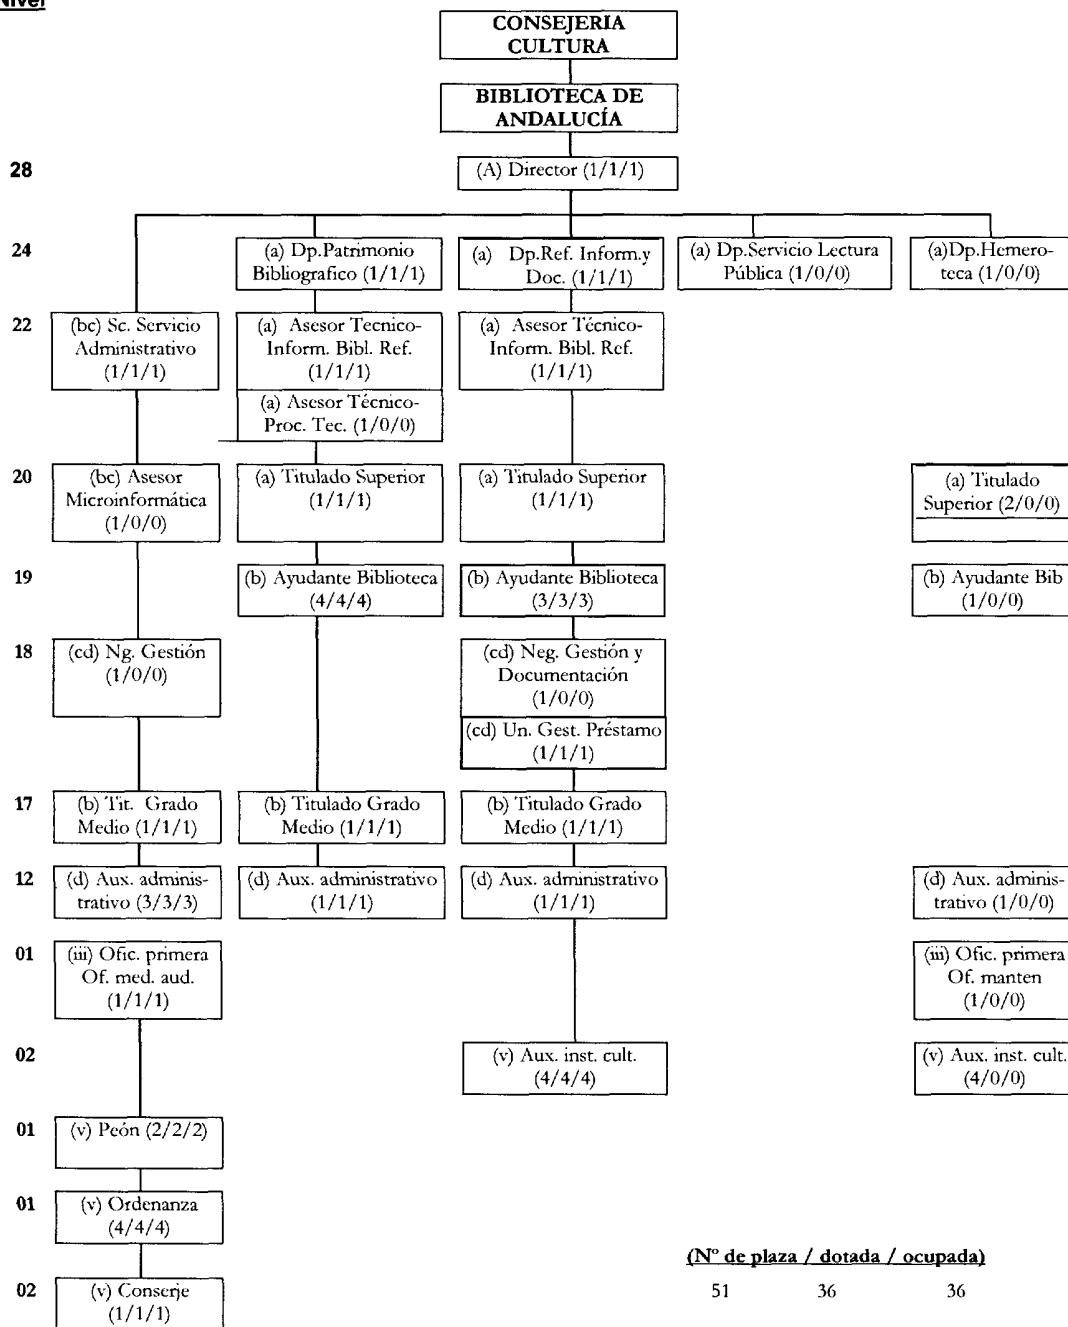 Nivel
CONSEJERIA
CULTURA
BIBLIOTECA DE
ANDALUCÍA
28
(A) Director (1/1/1)
24
(a) Dp.Patrimonio
Bibliografico (1/1/1)
(a) Dp.Ref. Inform.y
Doc. (1/1/1)
(a) Dp.Servicio Lectura
Pública (1/0/0)
(a)Dp.Hemero-
teca (1/0/0)
22
(bc) Sc. Servicio
Administrativo
(1/1/1)
(a) Asesor Tecnico-
Inform. Bibl. Ref.
(1/1/1)
(a) Asesor Técnico-
Proc. Tec. (1/0/0)
(a) Asesor Técnico-
Inform. Bibl. Ref.
(1/1/1)
20
(bc) Asesor
Microinformática
(1/0/0)
(a) Titulado Superior
(1/1/1)
(a) Titulado Superior
(1/1/1)
(a) Titulado
Superior (2/0/0)
19
(b) Ayudante Biblioteca
(4/4/4)
(b) Ayudante Biblioteca
(3/3/3)
(b) Ayudante Bib
(1/0/0)
18
(cd) Ng. Gestión
(1/0/0)
(cd) Neg. Gestión y
Documentación
(1/0/0)
(cd) Un. Gest. Préstamo
(1/1/1)
17
(b) Tit. Grado
Medio (1/1/1)
(b) Titulado Grado
Medio (1/1/1)
(b) Titulado Grado
Medio (1/1/1)
12
(d) Aux. adminis-
trativo (3/3/3)
(d) Aux. administrativo
(1/1/1)
(d) Aux. administrativo
(1/1/1)
(d) Aux. adminis-
trativo (1/0/0)
01
(iii) Ofic. primera
Of. med. aud.
(1/1/1)
(iii) Ofic. primera
Of. manten
(1/0/0)
02
(v) Aux. inst. cult.
(4/4/4)
(v) Aux. inst. cult.
(4/0/0)
01
(v) Peón (2/2/2)
01
(v) Ordenanza
(4/4/4)
02
(v) Conserje
(1/1/1)
(Nº de plaza / dotada / ocupada)
51 36 36